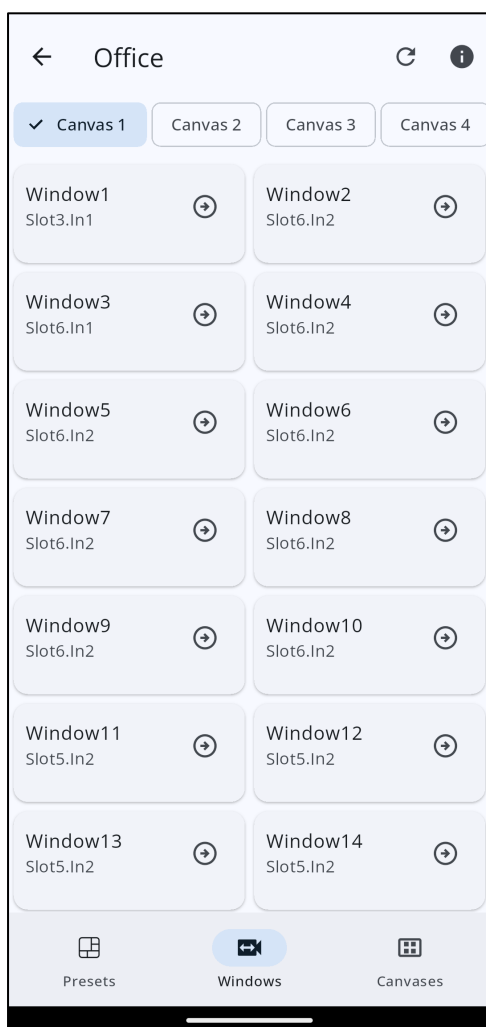 Office
Canvas 1
Canvas 2
Canvas 3
Canvas 4
Window1
Slot3.In1
Window2
Slot6.In2
Window3
Slot6.In1
Window4
Slot6.In2
Window5
Slot6.In2
Window6
Slot6.In2
Window7
Slot6.In2
Window8
Slot6.In2
Window9
Slot6.In2
Window10
Slot6.In2
Window11
Slot5.In2
Window12
Slot5.In2
Window13
Slot5.In2
Window14
Slot5.In2
Presets
Windows
Canvases